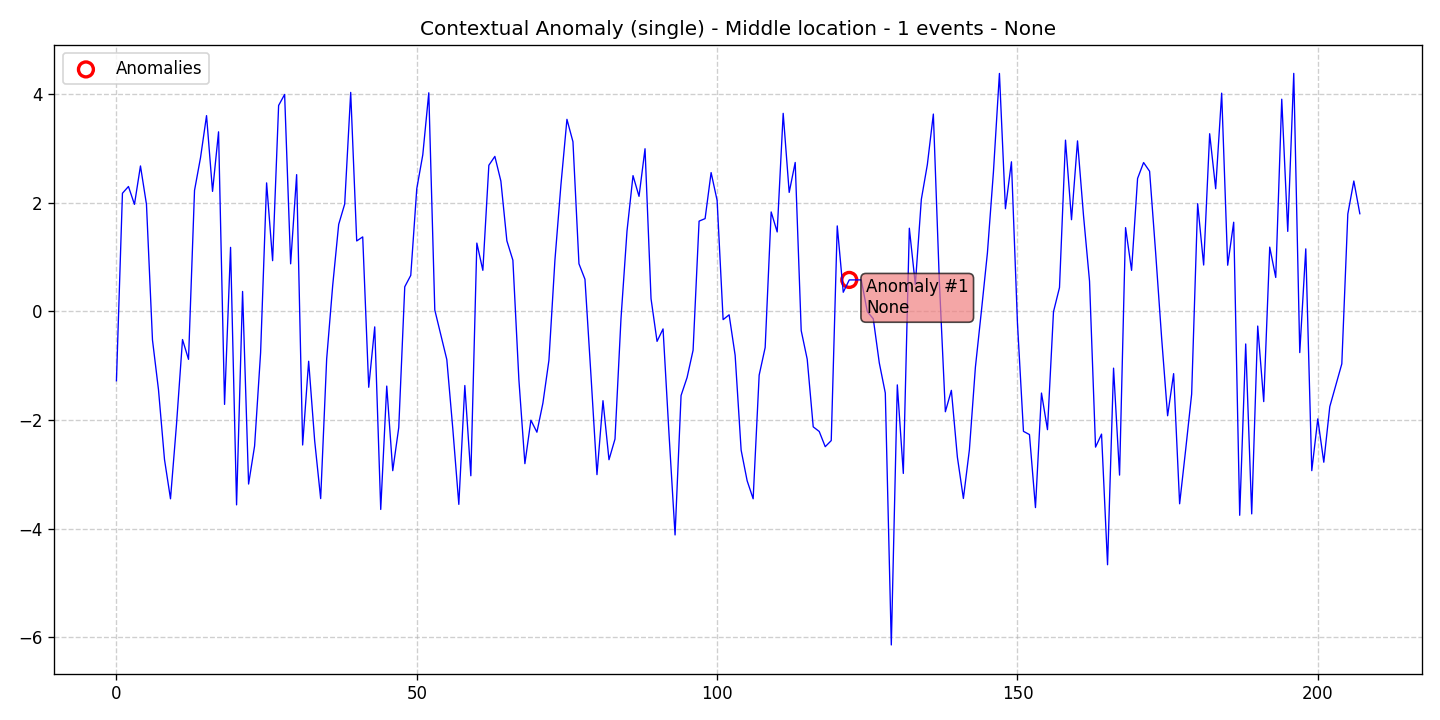 Contextual Anomaly (single) - Middle location - 1 events - None
Anomalies
4
2
0
−2
−4
−6
Anomaly #1
None
0
50
100
150
200